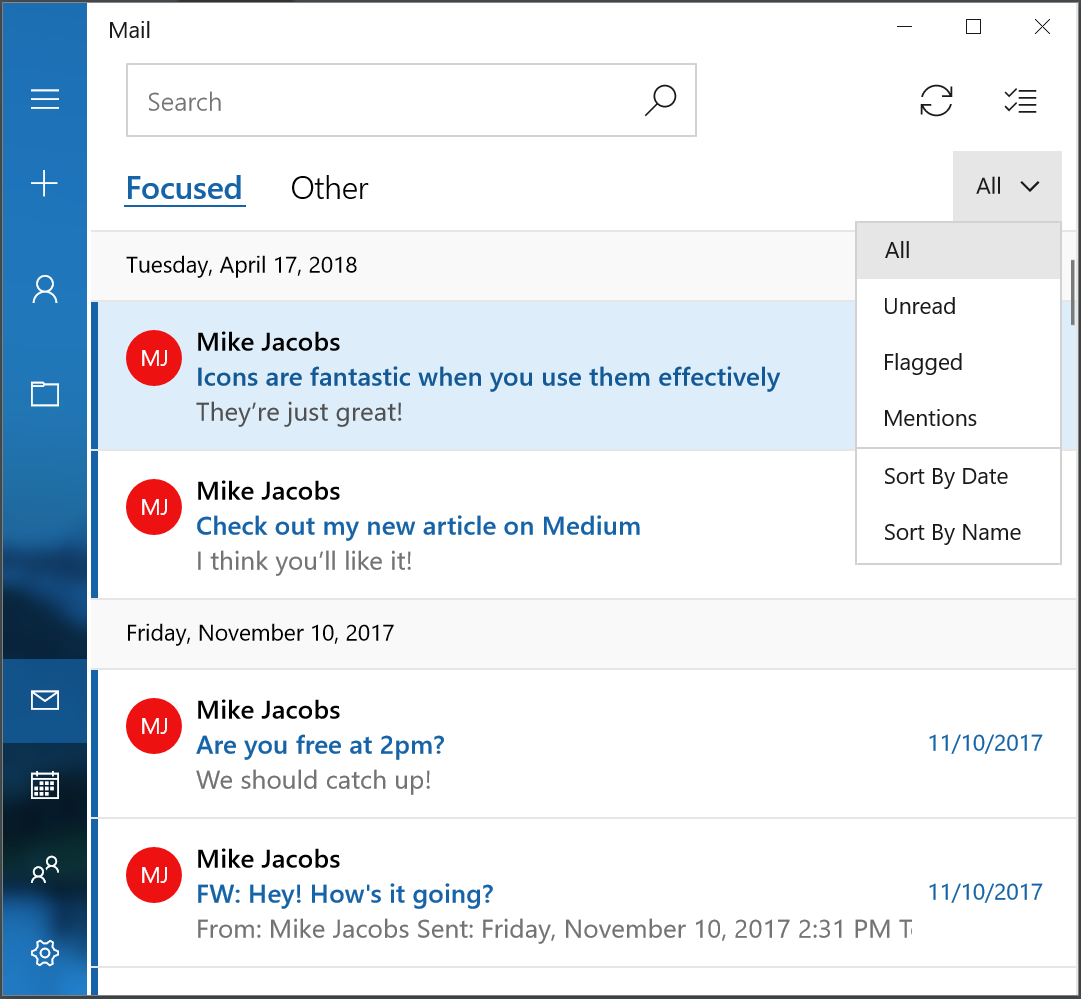 Mail
Search
Focused Other All
All
Unread
Flagged
Mentions
Sort By Date
Sort By Name
Tuesday, April 17, 2018
MJ
Mike Jacobs
Icons are fantastic when you use them effectively
They’re just great!
MJ
Mike Jacobs
Check out my new article on Medium
I think you’ll like it!
Friday, November 10, 2017
MJ
Mike Jacobs
Are you free at 2pm?
11/10/2017
We should catch up!
MJ
Mike Jacobs
FW: Hey! How's it going?
11/10/2017
From: Mike Jacobs Sent: Friday, November 10, 2017 2:31 PM